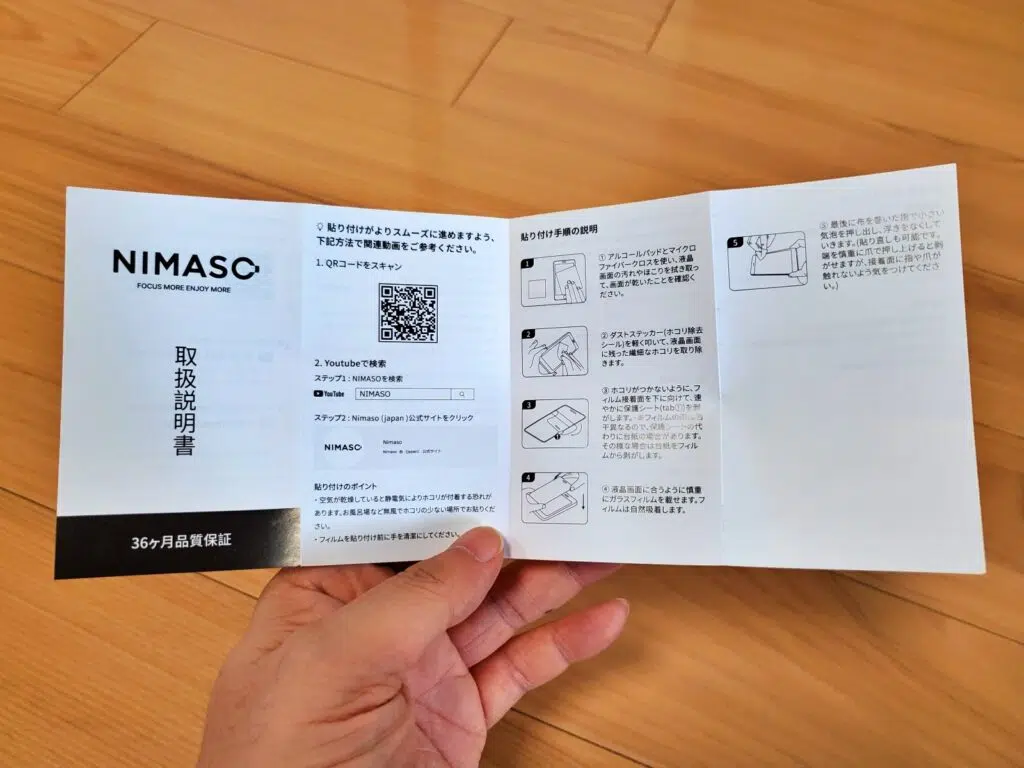 NIMASO
FOCUS MORE ENJOY MORE
取扱説明書
36ヶ月品質保証
貼り付けがよりスムーズに進めますよう、
下記方法で関連動画をご参考ください。
1. QRコードをスキャン
2. Youtubeで検索
ステップ1 : NIMASOを検索
YouTube NIMASO
ステップ2 : Nimaso (japan)公式サイトをクリック
NIMASO
Nimaso
Nimaso (japan) 公式サイト
貼り付けのポイント
・空気が乾燥していると静電気によりホコリが付着する恐れが
あります。お風呂場など無風でホコリの少ない場所でお貼りくだ
さい。
・フィルムを貼り付け前に手を清潔にしてください。
貼り付け手順の説明
1
① アルコールパッドとマイクロ
ファイバークロスを使い、液晶
画面の汚れやほこりを拭き取っ
て、画面が乾いたことを確認く
ださい。
2
② ダストステッカー(ホコリ除去
シール)を軽く叩いて、液晶画面
に残った繊細なホコリを取り除
きます。
3
③ ホコリがつかないように、フ
ィルム接着面を下に向けて、速
やかに保護シート(tab①)を剥
がします。
干異なるので、保護シートの代
わりに台紙の場合があります。
その様な場合は台紙をフィル
ムから剥がします。
4
④ 液晶画面に合うように慎重
にガラスフィルムを載せます。フ
ィルムは自然吸着します。
5
⑤ 最後に布を巻いた指で小さい
気泡を押し出し、浮きをなくして
いきます。(貼り直しも可能です。
端を慎重に爪で押し上げると剥
がせますが、接着面に指や爪が
触れないよう気をつけてくださ
い。)